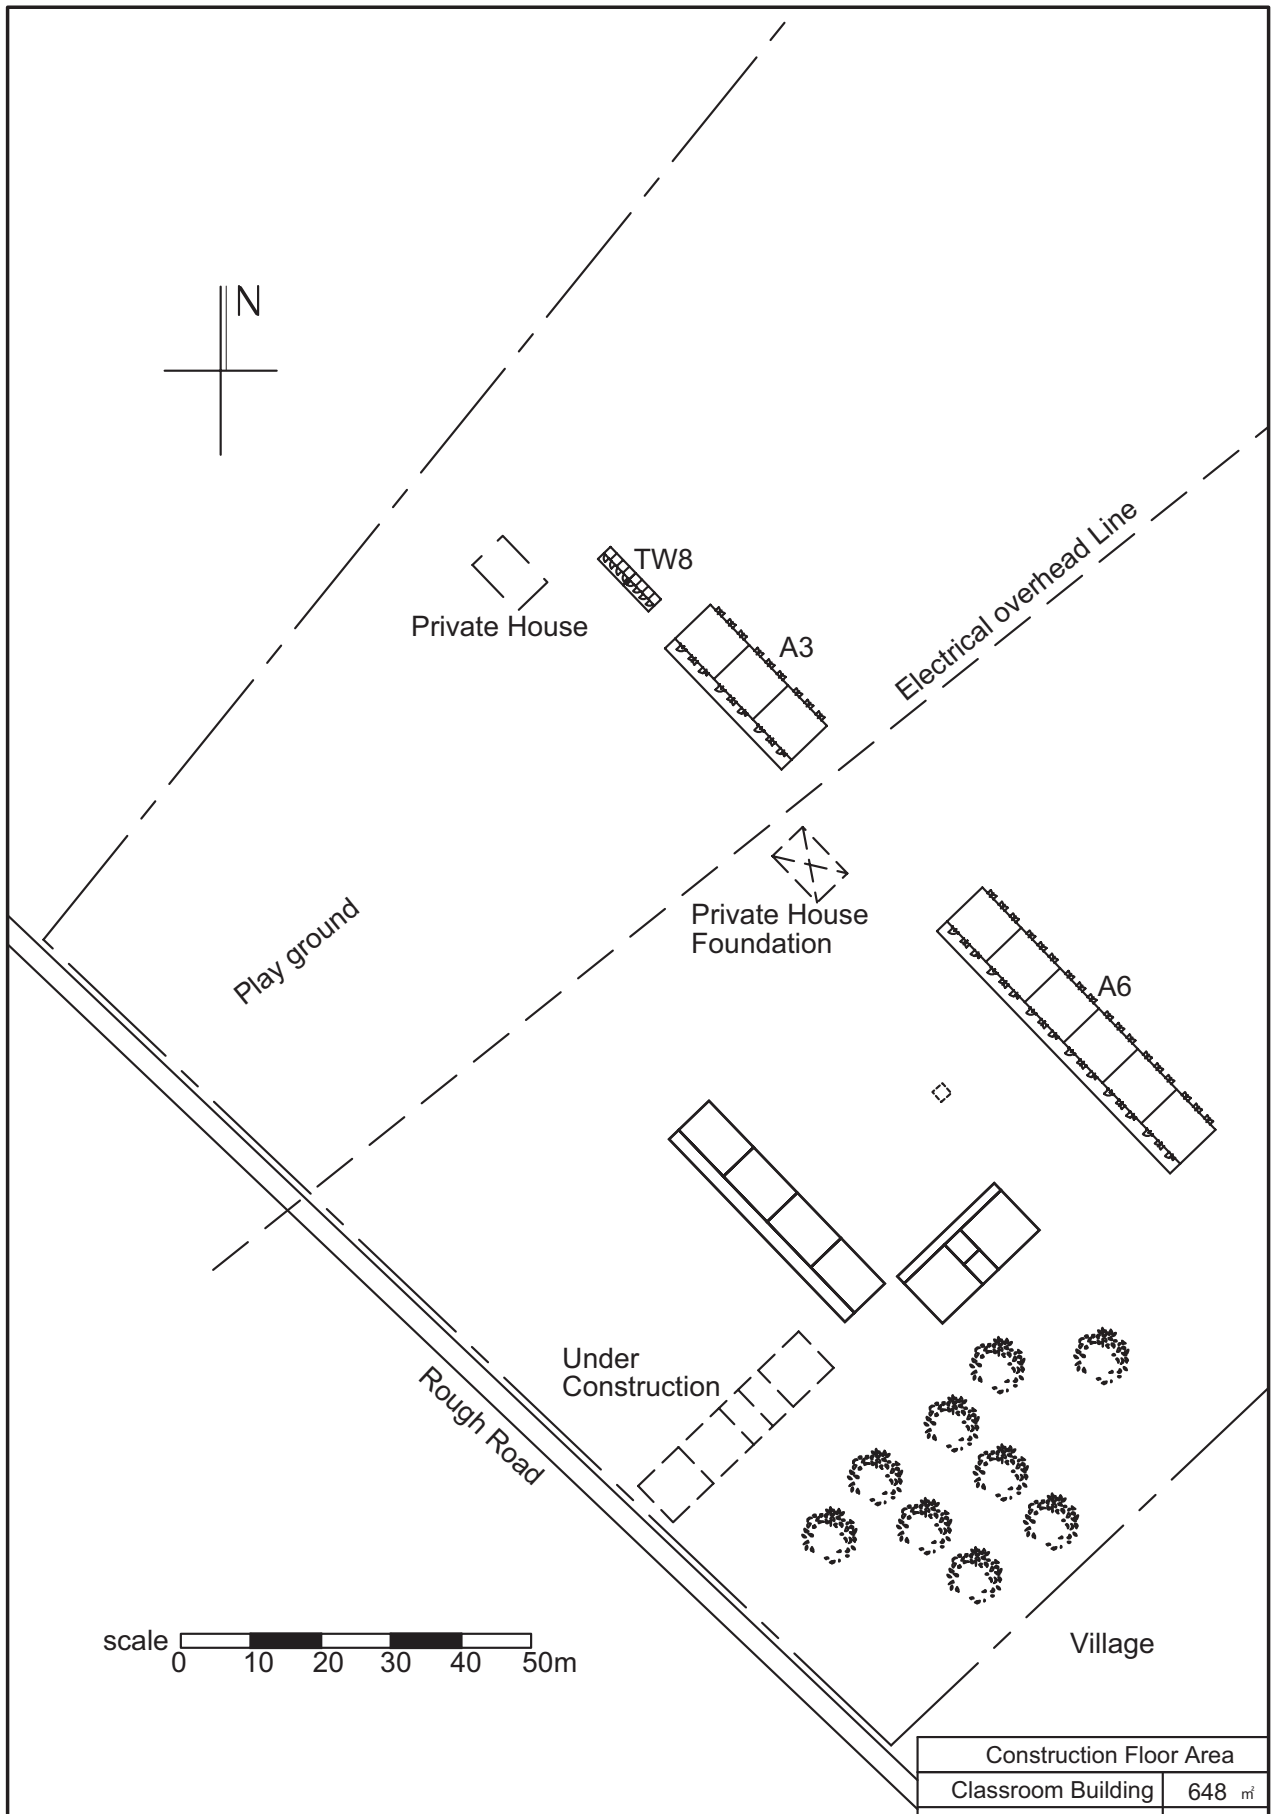 N
TW8
Private House
A3
Electrical overhead Line
Play ground
Private House
Foundation
A6
Under
Construction
Rough Road
scale
0 10 20 30 40 50m
Village
Construction Floor Area
Classroom Building 648 ㎡